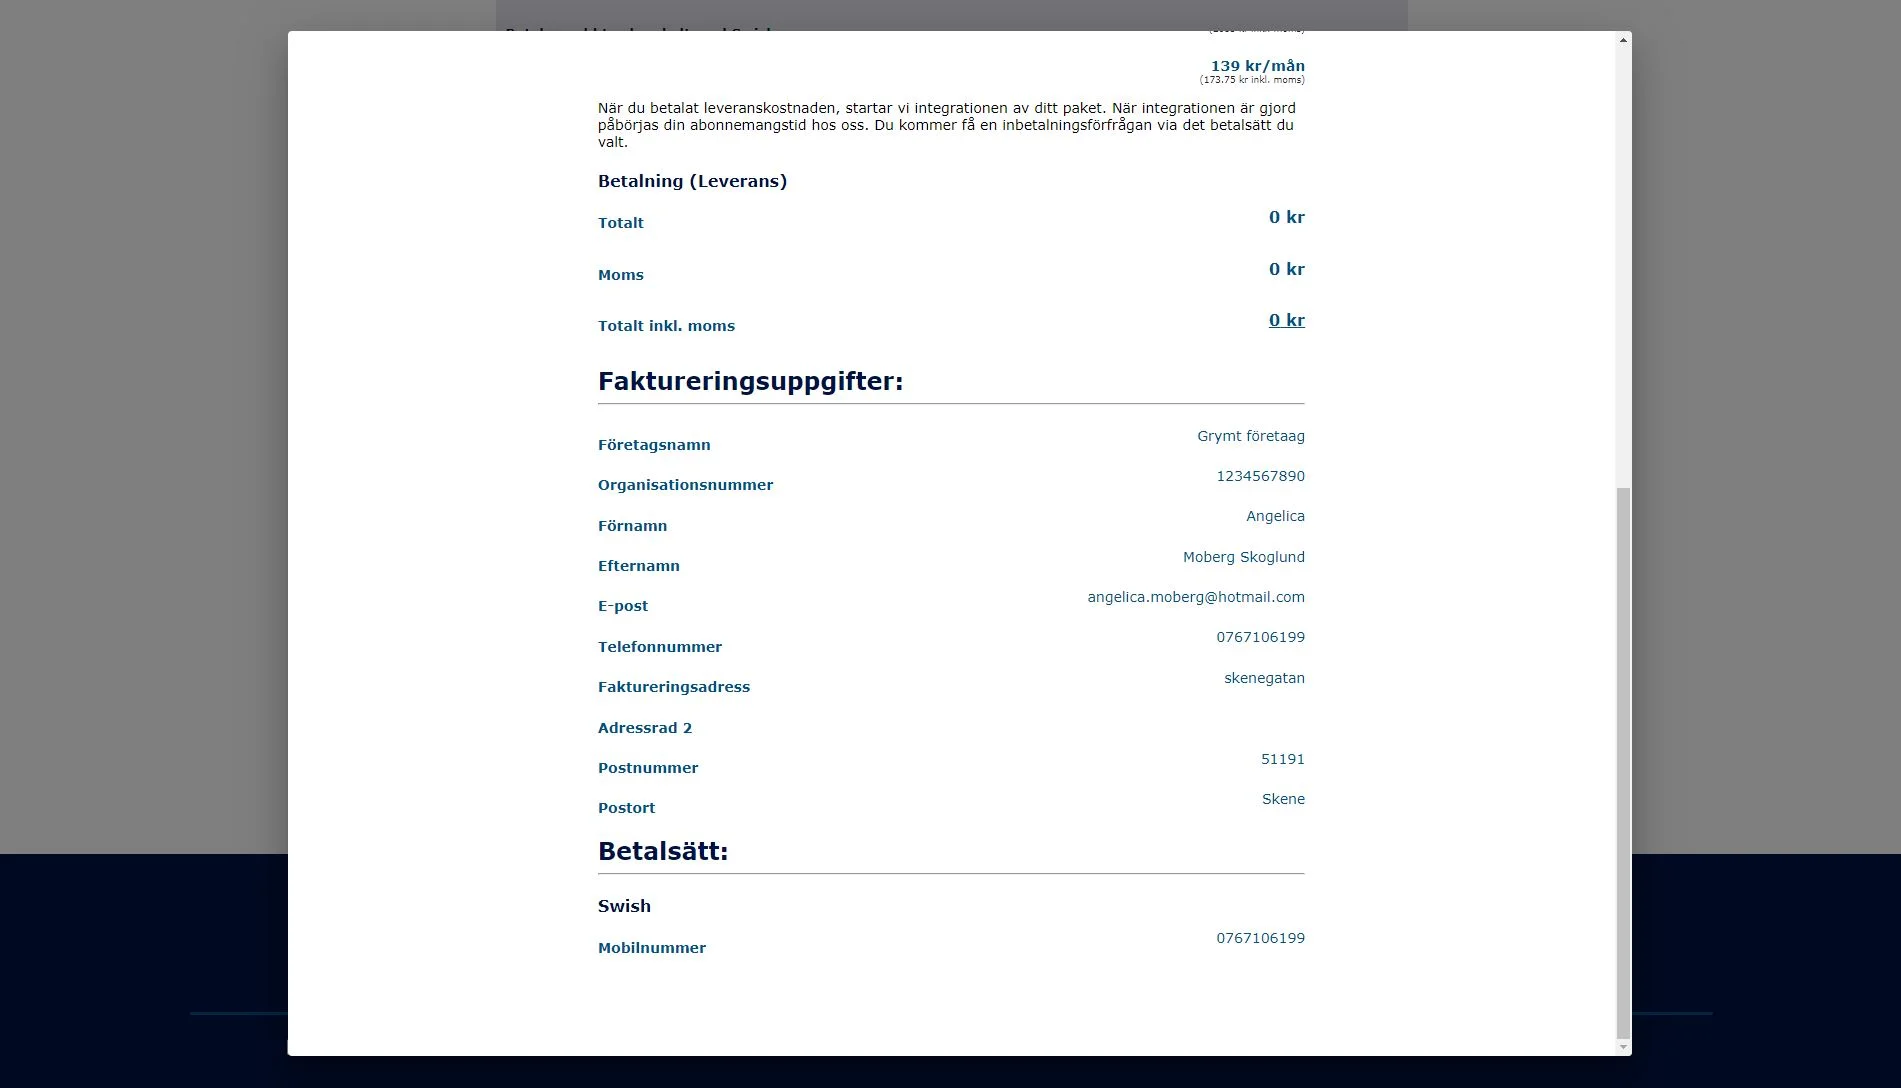 139 kr/mån
(173.75 kr inkl. moms)
När du betalat leveranskostnaden, startar vi integrationen av ditt paket. När integrationen är gjord
påbörjas din abonnemangstid hos oss. Du kommer få en inbetalningsförfrågan via det betalsätt du
valt.
Betalning (Leverans)
Totalt 0 kr
Moms 0 kr
Totalt inkl. moms 0 kr
Faktureringsuppgifter:
Företagsnamn Grymt företaag
Organisationsnummer 1234567890
Förnamn Angelica
Efternamn Moberg Skoglund
E-post angelica.moberg@hotmail.com
Telefonnummer 0767106199
Faktureringsadress skenegatan
Adressrad 2
Postnummer 51191
Postort Skene
Betalsätt:
Swish
Mobilnummer 0767106199